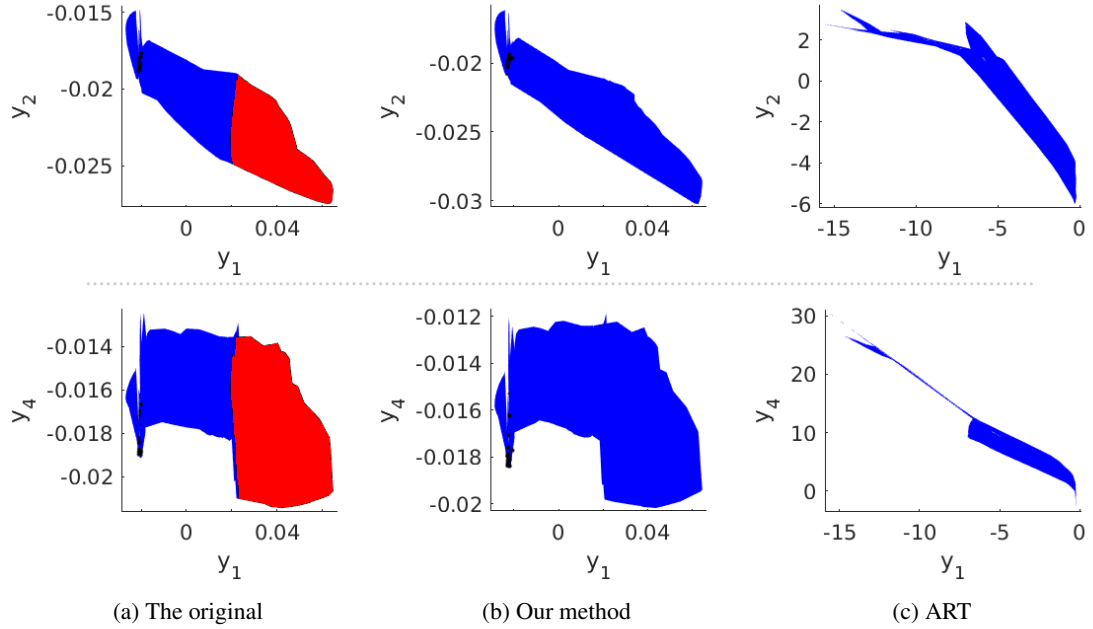 -0.015
-0.02
-0.025
y2
0
0.04
y1
-0.02
-0.025
-0.03
y2
0
0.04
y1
2
0
-2
-4
-6
y2
-15
-10
-5
0
y1
-0.014
-0.016
-0.018
-0.02
y4
0
0.04
y1
-0.012
-0.014
-0.016
-0.018
-0.02
y4
0
0.04
y1
30
20
10
0
y4
-15
-10
-5
0
y1
(a) The original
(b) Our method
(c) ART